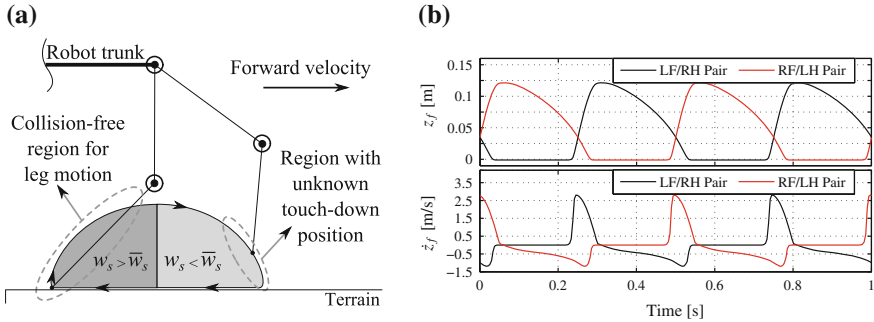 (a)
Robot trunk
Forward velocity
Collision-free
region for
leg motion
Region with
unknown
touch-down
position
w_s > w̅_s
w_s < w̅_s
Terrain
(b)
LF/RH Pair
RF/LH Pair
z_f [m]
0.15
0.1
0.05
0
LF/RH Pair
RF/LH Pair
ż_f [m/s]
3.5
2.5
1.5
0.5
−0.5
−1.5
0
0.2
0.4
0.6
0.8
1
Time [s]